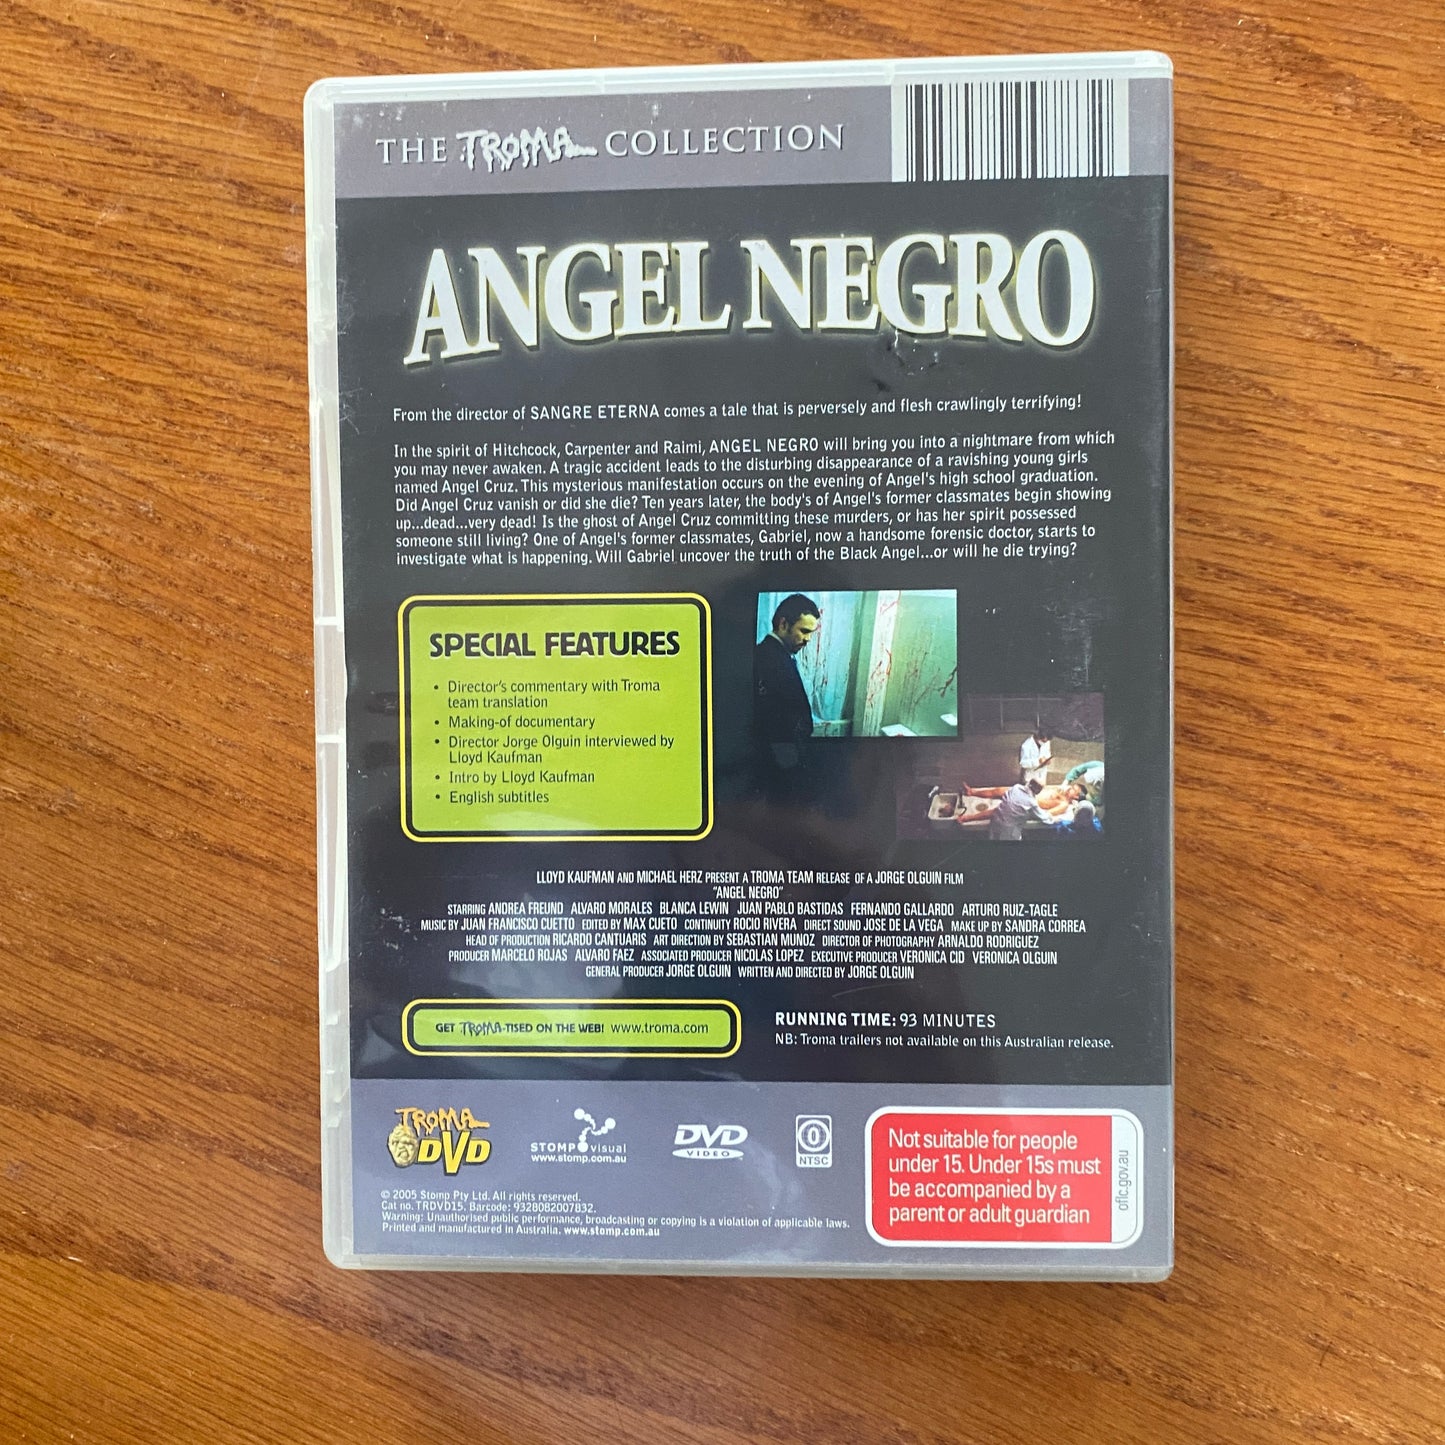 THE TROMA COLLECTION
ANGEL NEGRO
From the director of SANGRE ETERNA comes a tale that is perversely and flesh crawlingly terrifying!
In the spirit of Hitchcock, Carpenter and Raimi, ANGEL NEGRO will bring you into a nightmare from which
you may never awaken. A tragic accident leads to the disturbing disappearance of a ravishing young girls
named Angel Cruz. This mysterious manifestation occurs on the evening of Angel's high school graduation.
Did Angel Cruz vanish or did she die? Ten years later, the body's of Angel's former classmates begin showing
up...dead...very dead! Is the ghost of Angel Cruz committing these murders, or has her spirit possessed
someone still living? One of Angel's former classmates, Gabriel, now a handsome forensic doctor, starts to
investigate what is happening. Will Gabriel uncover the truth of the Black Angel...or will he die trying?
SPECIAL FEATURES
• Director's commentary with Troma
team translation
• Making-of documentary
• Director Jorge Olguin interviewed by
Lloyd Kaufman
• Intro by Lloyd Kaufman
• English subtitles
LLOYD KAUFMAN AND MICHAEL HERZ PRESENT A TROMA TEAM RELEASE OF A JORGE OLGUIN FILM
"ANGEL NEGRO"
STARRING ANDREA FREUND ALVARO MORALES BLANCA LEWIN JUAN PABLO BASTIDAS FERNANDO GALLARDO ARTURO RUIZ-TAGLE
MUSIC BY JUAN FRANCISCO CUETTO EDITED BY MAX CUETO CONTINUITY ROCIO RIVERA DIRECT SOUND JOSE DE LA VEGA MAKE UP BY SANDRA CORREA
HEAD OF PRODUCTION RICARDO CANTUARIS ART DIRECTION BY SEBASTIAN MUNOZ DIRECTOR OF PHOTOGRAPHY ARNALDO RODRIGUEZ
PRODUCER MARCELO ROJAS ALVARO FAEZ ASSOCIATED PRODUCER NICOLAS LOPEZ EXECUTIVE PRODUCER VERONICA CID VERONICA OLGUIN
GENERAL PRODUCER JORGE OLGUIN WRITTEN AND DIRECTED BY JORGE OLGUIN
GET TROMA-TISED ON THE WEB! www.troma.com
RUNNING TIME: 93 MINUTES
NB: Troma trailers not available on this Australian release.
TROMA
DVD
STOMP visual
www.stomp.com.au
DVD
VIDEO
0
NTSC
Not suitable for people
under 15. Under 15s must
be accompanied by a
parent or adult guardian
oflc.gov.au
© 2005 Stomp Pty Ltd. All rights reserved.
Cat no. TRDVD15. Barcode: 9328082007832.
Warning: Unauthorised public performance, broadcasting or copying is a violation of applicable laws.
Printed and manufactured in Australia. www.stomp.com.au